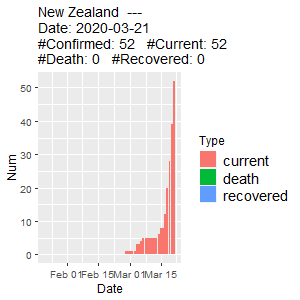 New Zealand  ---
Date: 2020-03-21
#Confirmed: 52   #Current: 52
#Death: 0   #Recovered: 0
50
40
30
20
10
0
Num
Feb 01 Feb 15 Mar 01 Mar 15
Date
Type
current
death
recovered